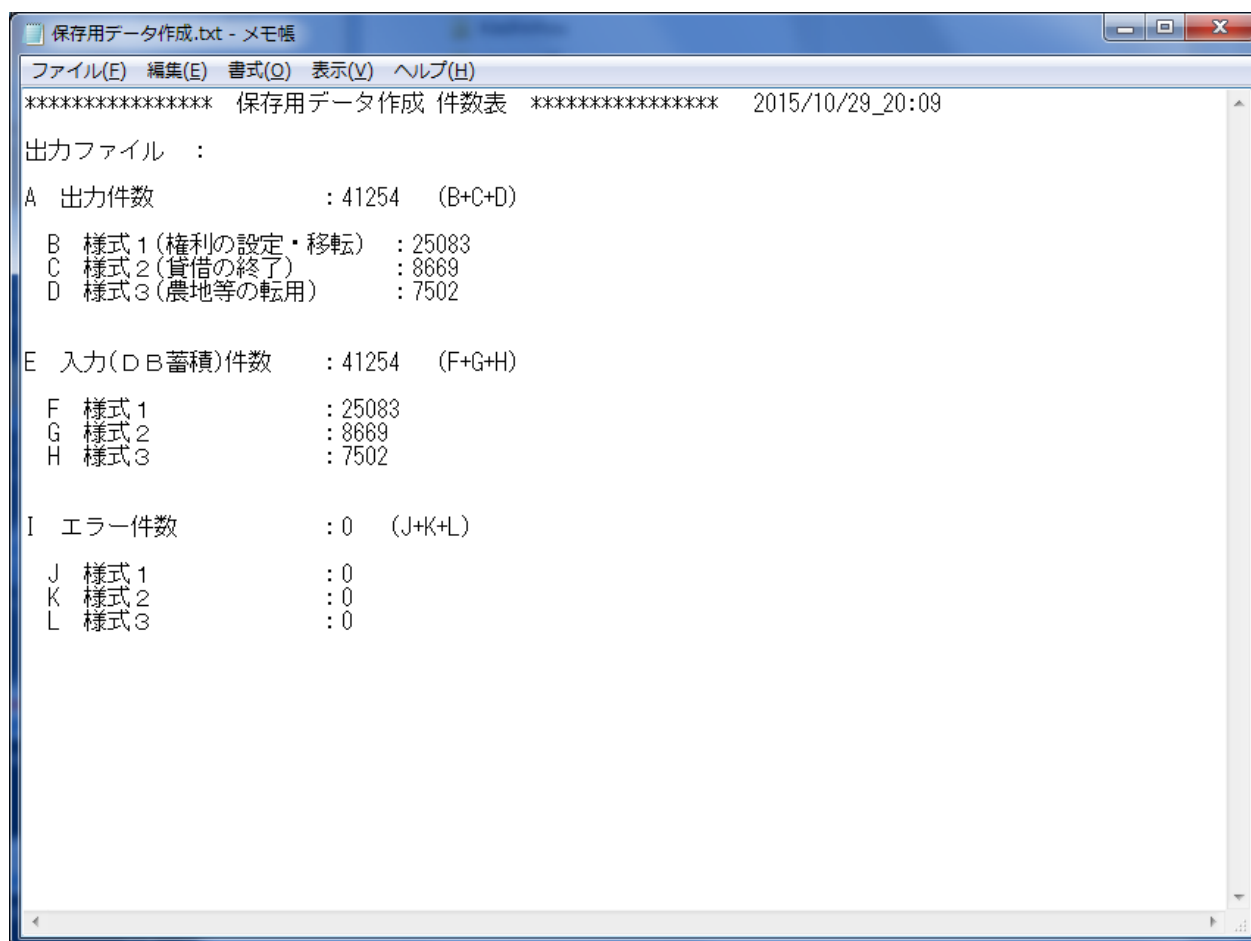 保存用データ作成.txt - メモ帳
ファイル(F) 編集(E) 書式(O) 表示(V) ヘルプ(H)
**************** 保存用データ作成 件数表 **************** 2015/10/29_20:09
出力ファイル :
A 出力件数 :41254 (B+C+D)
B 様式1(権利の設定・移転) :25083
C 様式2(貸借の終了) :8669
D 様式3(農地等の転用) :7502
E 入力(DB蓄積)件数 :41254 (F+G+H)
F 様式1 :25083
G 様式2 :8669
H 様式3 :7502
I エラー件数 :0 (J+K+L)
J 様式1 :0
K 様式2 :0
L 様式3 :0